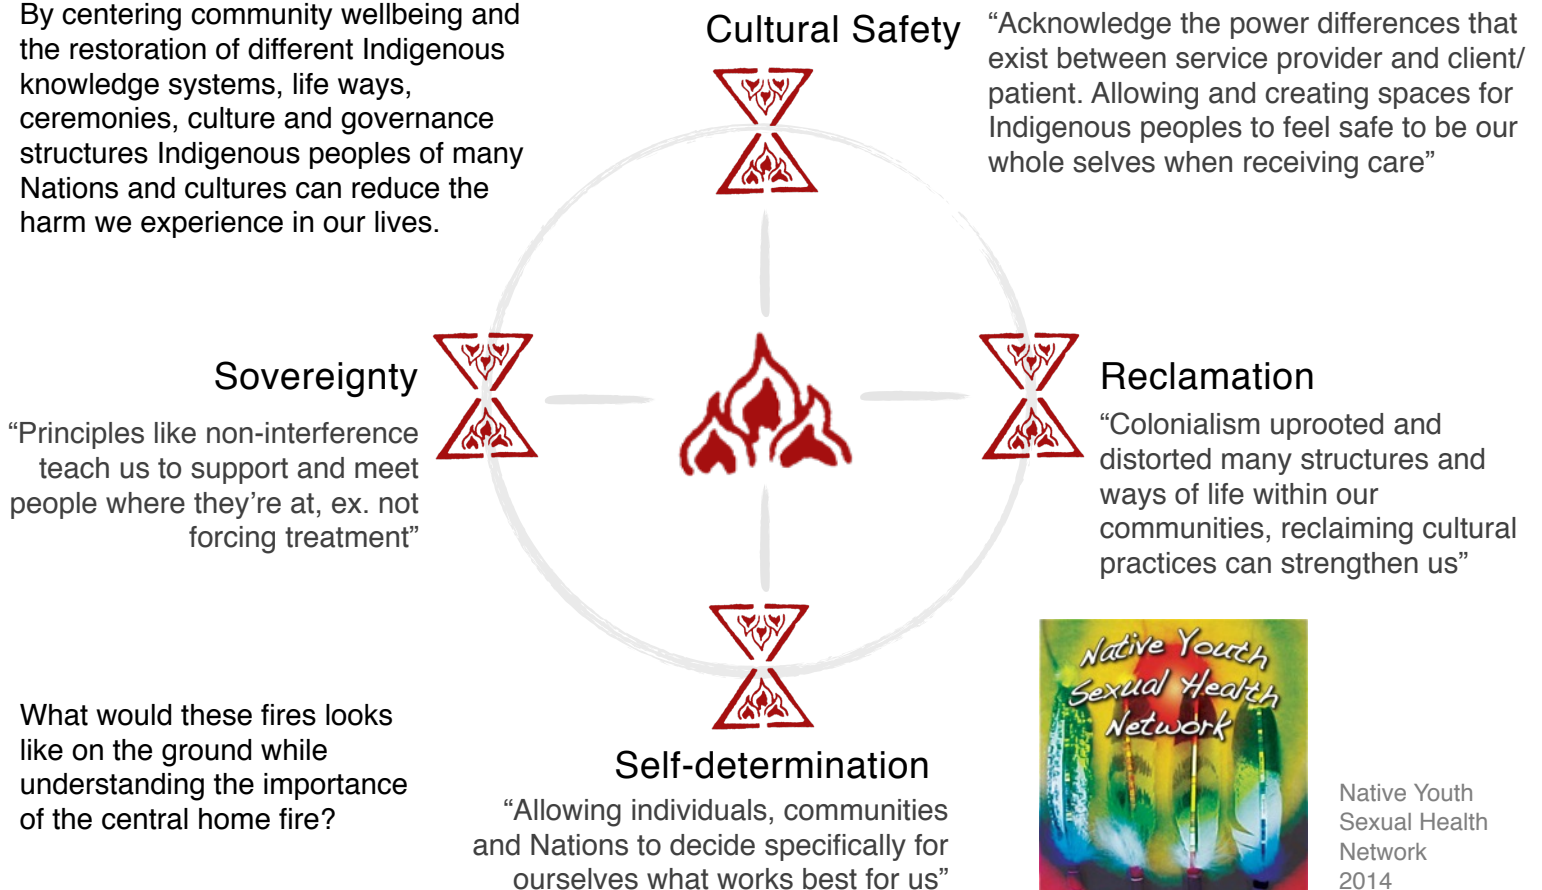 By centering community wellbeing and
the restoration of different Indigenous
knowledge systems, life ways,
ceremonies, culture and governance
structures Indigenous peoples of many
Nations and cultures can reduce the
harm we experience in our lives.
Cultural Safety
“Acknowledge the power differences that
exist between service provider and client/
patient. Allowing and creating spaces for
Indigenous peoples to feel safe to be our
whole selves when receiving care”
Sovereignty
“Principles like non-interference
teach us to support and meet
people where they’re at, ex. not
forcing treatment”
Reclamation
“Colonialism uprooted and
distorted many structures and
ways of life within our
communities, reclaiming cultural
practices can strengthen us”
What would these fires looks
like on the ground while
understanding the importance
of the central home fire?
Self-determination
“Allowing individuals, communities
and Nations to decide specifically for
ourselves what works best for us”
Native Youth
Sexual Health
Network
Native Youth
Sexual Health
Network
2014